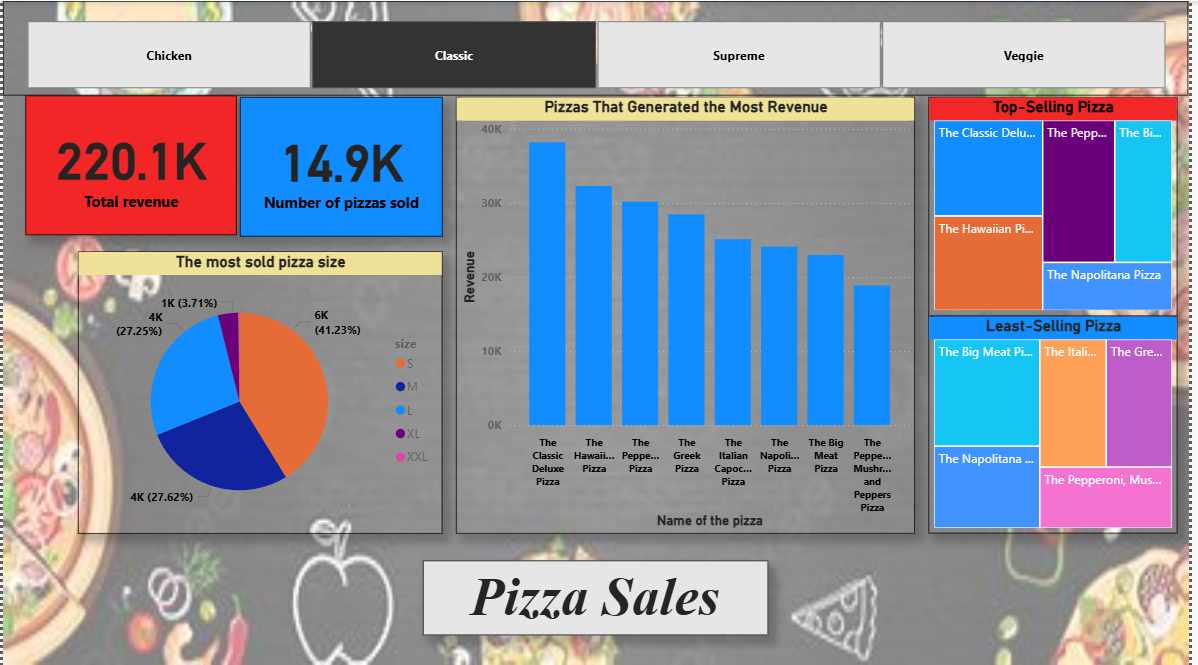 Chicken
Classic
Supreme
Veggie
220.1K
Total revenue
14.9K
Number of pizzas sold
The most sold pizza size
1K (3.71%)
4K
(27.25%)
6K
(41.23%)
4K (27.62%)
size
S
M
L
XL
XXL
Pizzas That Generated the Most Revenue
Revenue
40K
30K
20K
10K
0K
The
Classic
Deluxe
Pizza
The
Hawaii...
Pizza
The
Peppe...
Pizza
The
Greek
Pizza
The
Italian
Capoc...
Pizza
The
Napoli...
Pizza
The Big
Meat
Pizza
The
Peppe...
Mushr...
and
Peppers
Pizza
Name of the pizza
Top-Selling Pizza
The Classic Delu...
The Pepp...
The Bi...
The Hawaiian Pi...
The Napolitana Pizza
Least-Selling Pizza
The Big Meat Pi...
The Itali...
The Gre...
The Napolitana ...
The Pepperoni, Mus...
Pizza Sales